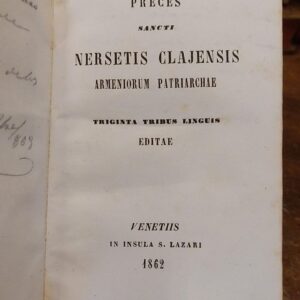 PRECES
SANCTI
NERSETIS CLAJENSIS
ARMENIORUM PATRIARCHAE
TRIGINTA TRIBUS LINGUIS
EDITAE
VENETIIS
IN INSULA S. LAZARI
1862